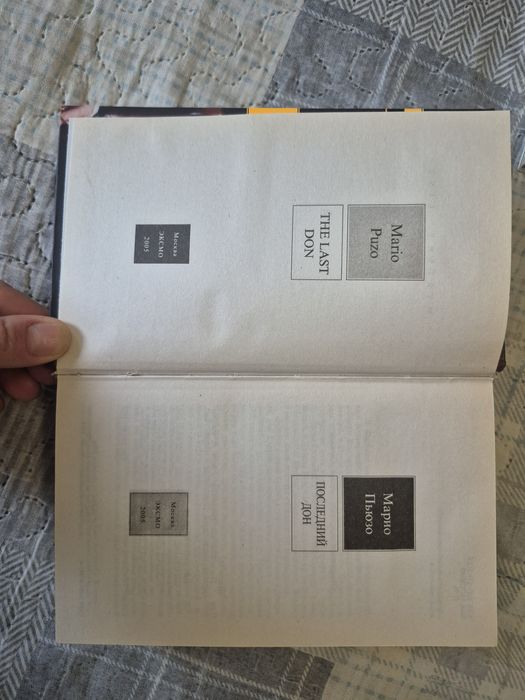 Mario
Puzo
THE LAST
DON
Москва
ЭКСМО
2005
Марио
Пьюзо
ПОСЛЕДНИЙ
ДОН
Москва
ЭКСМО
2005